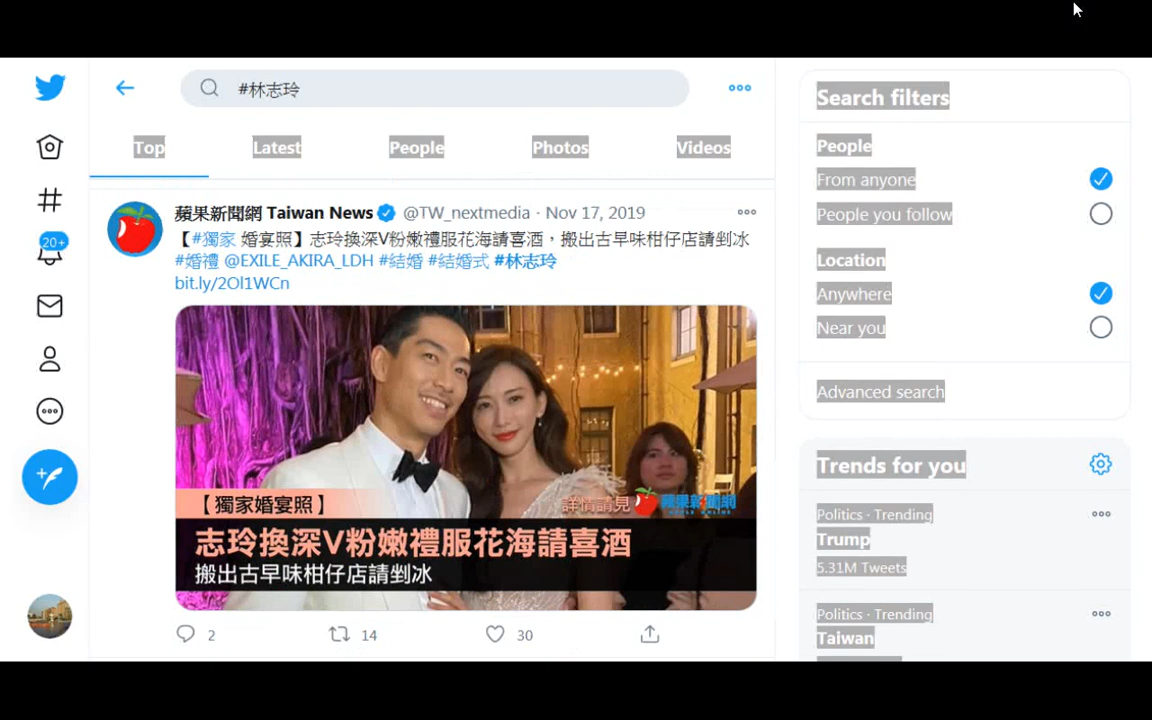 #林志玲
Top
Latest
People
Photos
Videos
蘋果新聞網 Taiwan News @TW_nextmedia · Nov 17, 2019
【#獨家 婚宴照】志玲換深V粉嫩禮服花海請喜酒，搬出古早味柑仔店請剉冰
#婚禮 @EXILE_AKIRA_LDH #結婚 #結婚式 #林志玲
bit.ly/2Ol1WCn
【獨家婚宴照】
詳情請見 蘋果新聞網
志玲換深V粉嫩禮服花海請喜酒
搬出古早味柑仔店請剉冰
2
14
30
20+
Search filters
People
From anyone
People you follow
Location
Anywhere
Near you
Advanced search
Trends for you
Politics · Trending
Trump
5.31M Tweets
Politics · Trending
Taiwan